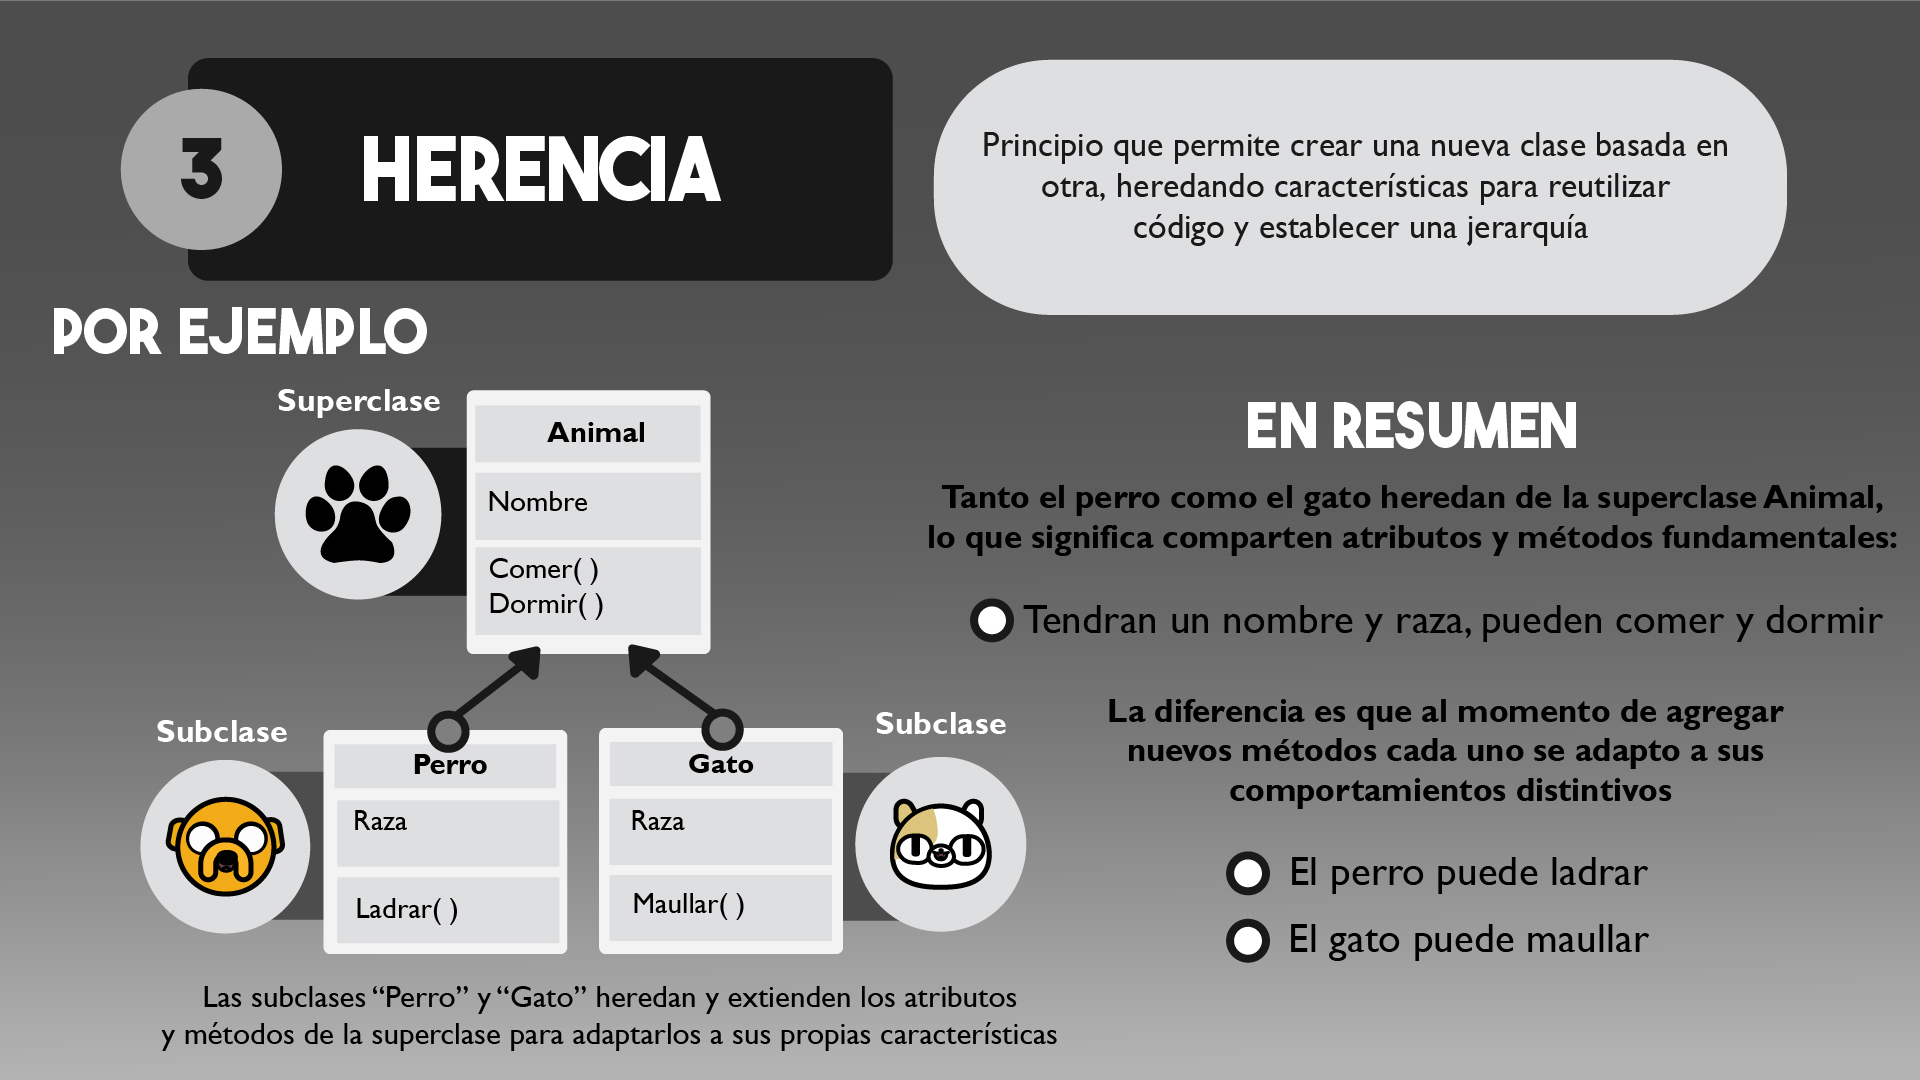 3
HERENCIA
Principio que permite crear una nueva clase basada en
otra, heredando características para reutilizar
código y establecer una jerarquía
POR EJEMPLO
Superclase
Animal
Nombre
Comer( )
Dormir( )
Subclase
Perro
Raza
Ladrar( )
Gato
Raza
Maullar( )
Subclase
Las subclases “Perro” y “Gato” heredan y extienden los atributos
y métodos de la superclase para adaptarlos a sus propias características
EN RESUMEN
Tanto el perro como el gato heredan de la superclase Animal,
lo que significa comparten atributos y métodos fundamentales:
Tendran un nombre y raza, pueden comer y dormir
La diferencia es que al momento de agregar
nuevos métodos cada uno se adapto a sus
comportamientos distintivos
El perro puede ladrar
El gato puede maullar